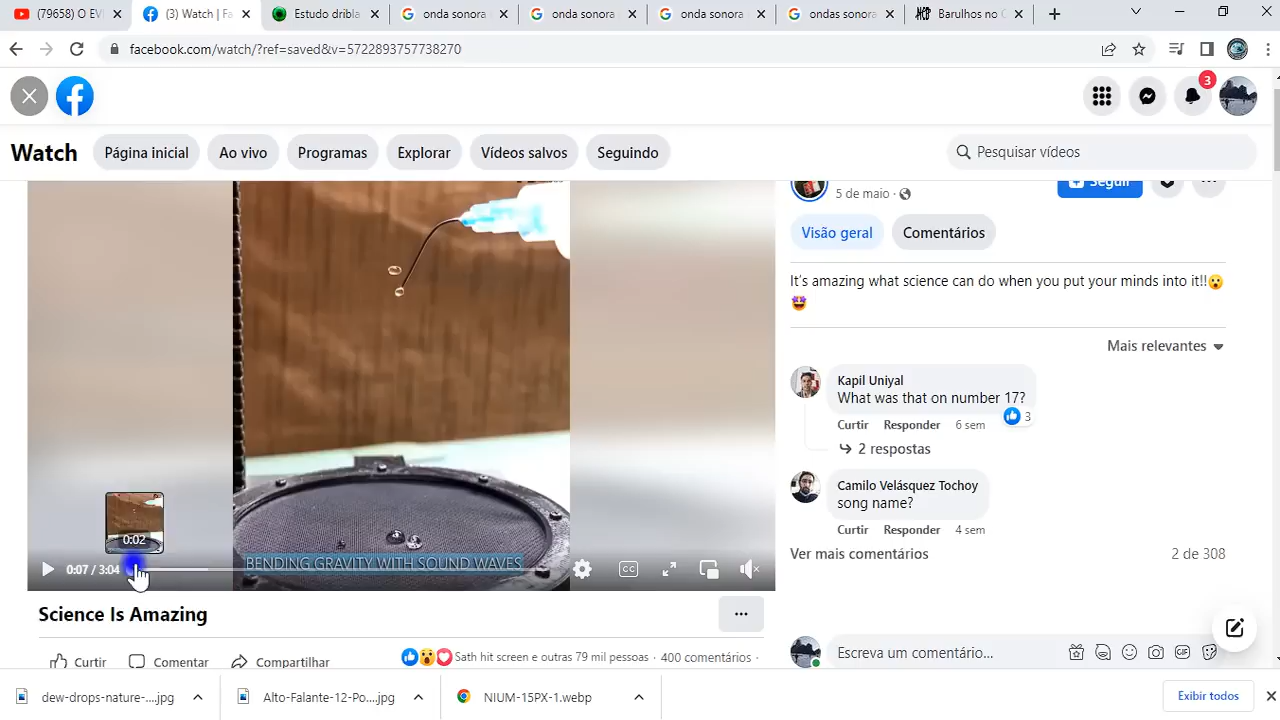 (79658) O EV
(3) Watch | Fa
Estudo dribla
onda sonora
onda sonora
onda sonora
ondas sonora
Barulhos no C
facebook.com/watch/?ref=saved&v=5722893757738270
3
Watch
Página inicial
Ao vivo
Programas
Explorar
Vídeos salvos
Seguindo
Pesquisar vídeos
5 de maio
Seguir
Visão geral
Comentários
It's amazing what science can do when you put your minds into it!!😮
🤩
Mais relevantes
Kapil Uniyal
What was that on number 17?
3
Curtir Responder 6 sem
2 respostas
Camilo Velásquez Tochoy
song name?
Curtir Responder 4 sem
Ver mais comentários 2 de 308
0:02
0:07 / 3:04
BENDING GRAVITY WITH SOUND WAVES
CC
Science Is Amazing
Curtir Comentar Compartilhar
Sath hit screen e outras 79 mil pessoas · 400 comentários ·
Escreva um comentário...
GIF
dew-drops-nature-....jpg
Alto-Falante-12-Po....jpg
NIUM-15PX-1.webp
Exibir todos